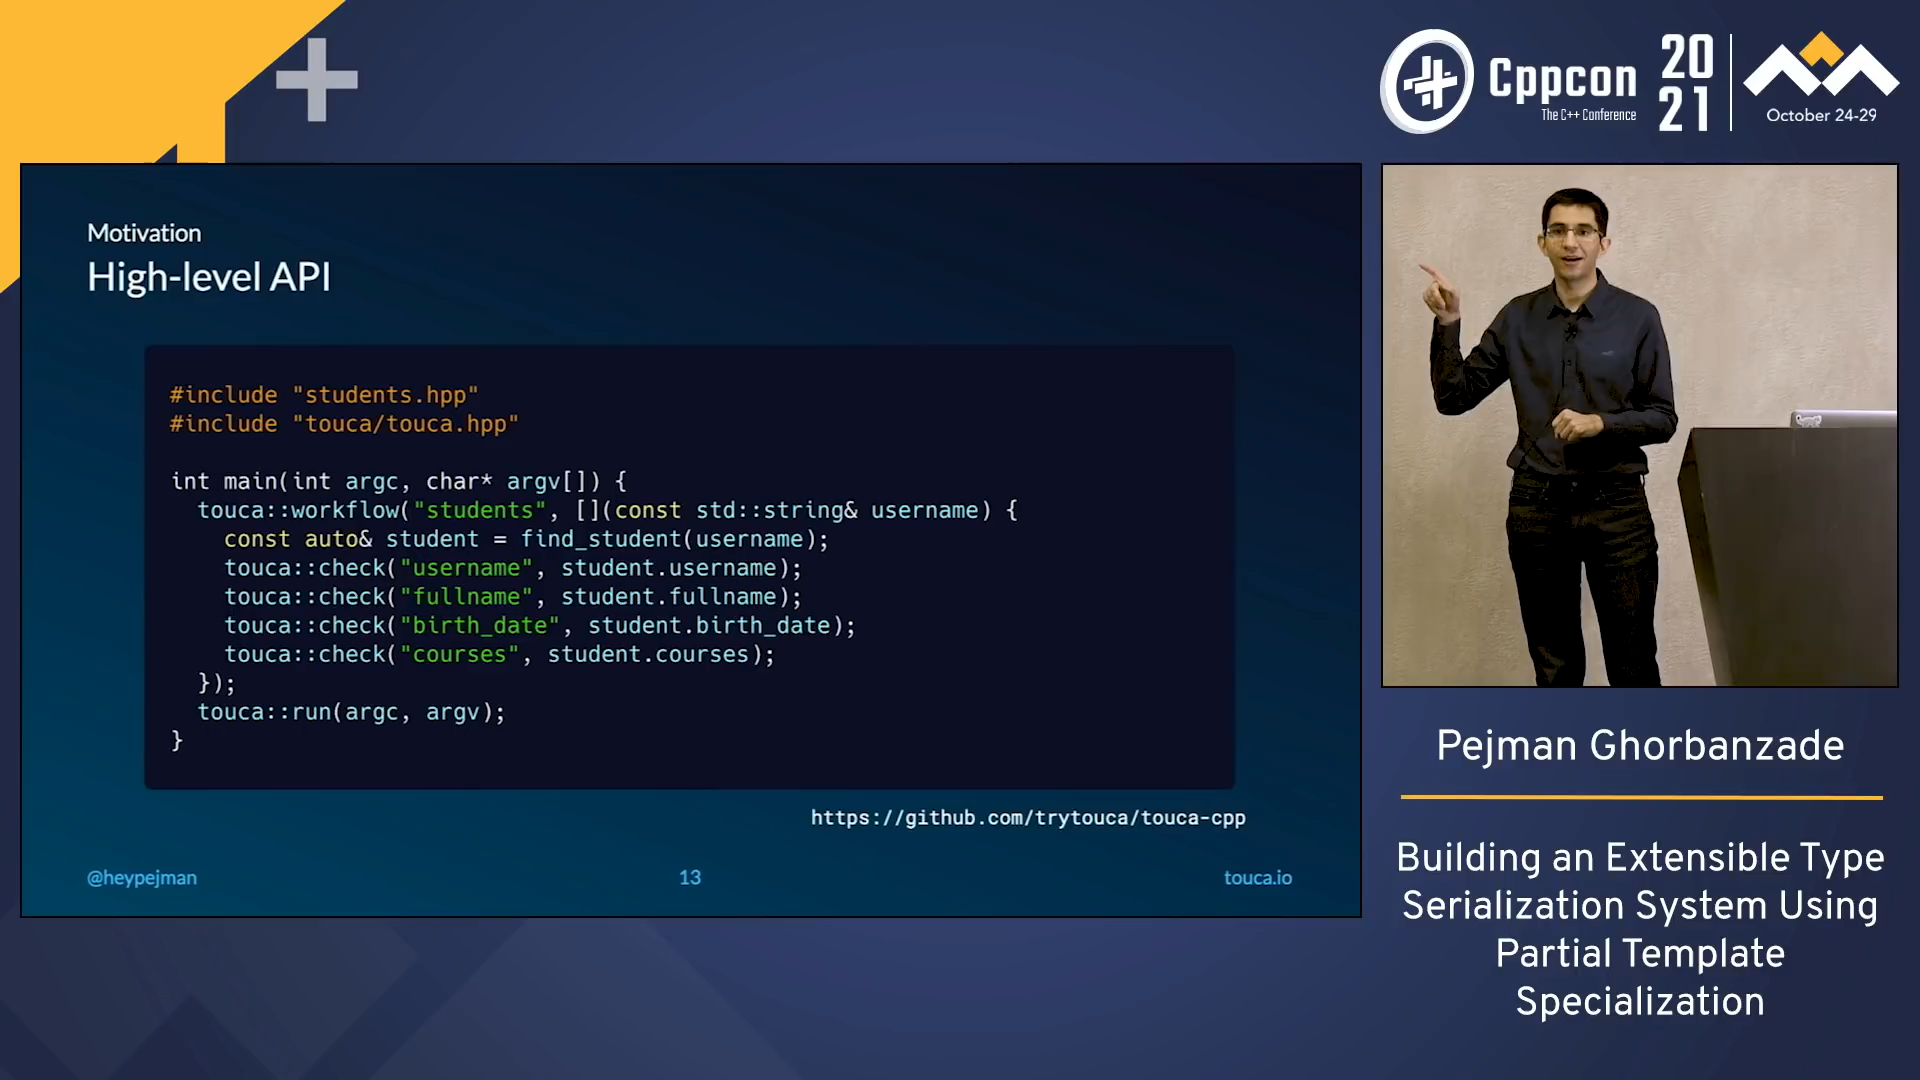 Cppcon
The C++ Conference
20
21
October 24-29
Motivation
High-level API
#include "students.hpp"
#include "touca/touca.hpp"
int main(int argc, char* argv[]) {
  touca::workflow("students", [](const std::string& username) {
    const auto& student = find_student(username);
    touca::check("username", student.username);
    touca::check("fullname", student.fullname);
    touca::check("birth_date", student.birth_date);
    touca::check("courses", student.courses);
  });
  touca::run(argc, argv);
}
https://github.com/trytouca/touca-cpp
@heypejman
13
touca.io
Pejman Ghorbanzade
Building an Extensible Type
Serialization System Using
Partial Template
Specialization